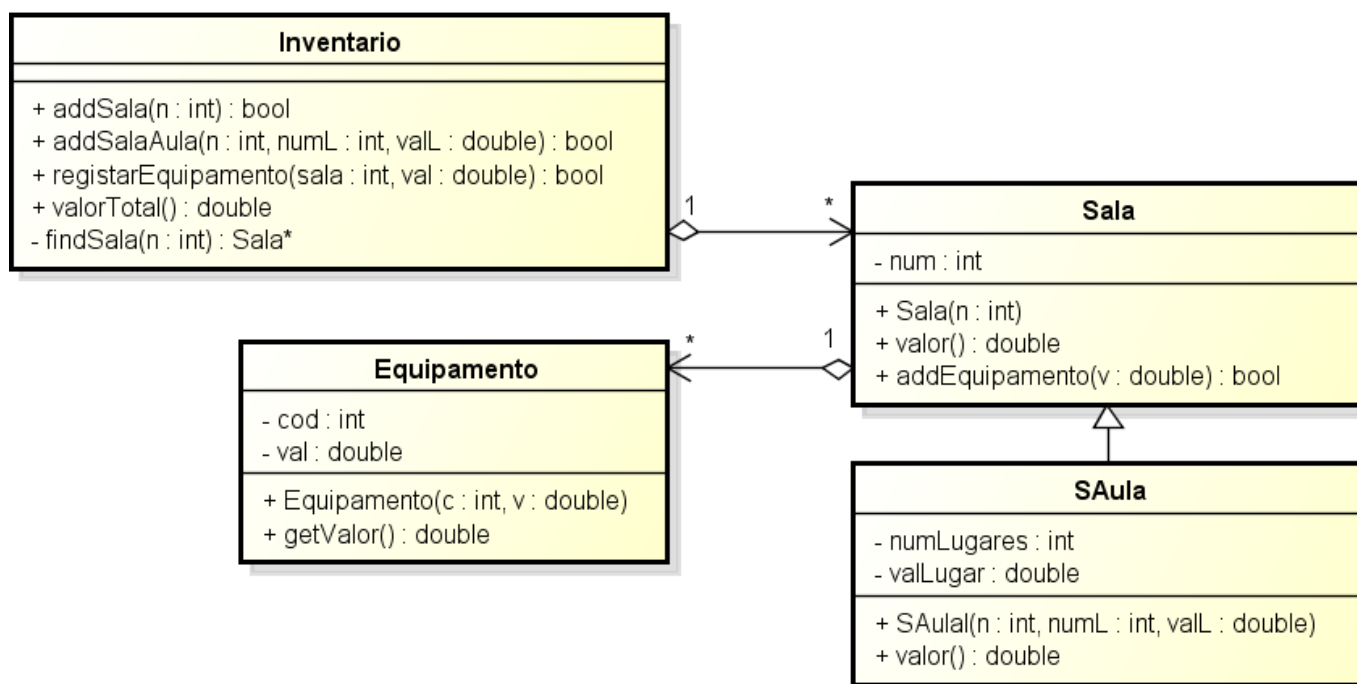 Inventario
+ addSala(n : int) : bool
+ addSalaAula(n : int, numL : int, valL : double) : bool
+ registarEquipamento(sala : int, val : double) : bool
+ valorTotal() : double
- findSala(n : int) : Sala*
1
*
Sala
- num : int
+ Sala(n : int)
+ valor() : double
+ addEquipamento(v : double) : bool
*
1
Equipamento
- cod : int
- val : double
+ Equipamento(c : int, v : double)
+ getValor() : double
SAula
- numLugares : int
- valLugar : double
+ SAulal(n : int, numL : int, valL : double)
+ valor() : double